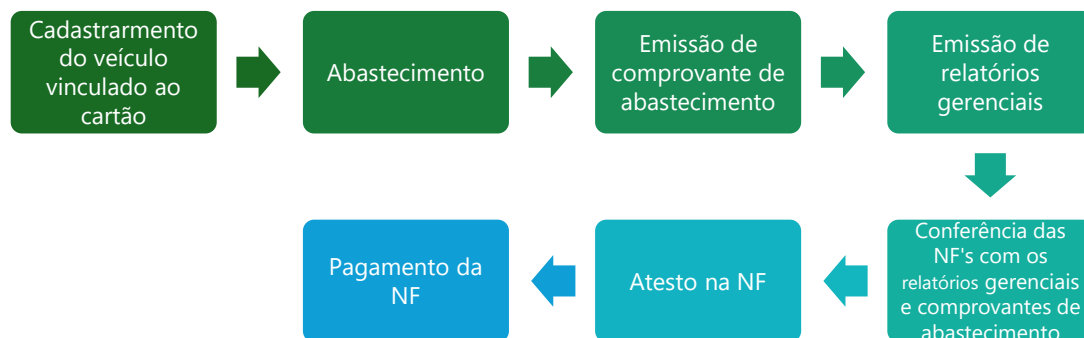 Cadastrarmento
do veículo
vinculado ao
cartão
Abastecimento
Emissão de
comprovante de
abastecimento
Emissão de
relatórios
gerenciais
Conferência das
NF's com os
relatórios gerenciais
e comprovantes de
abastecimento
Atesto na NF
Pagamento da
NF